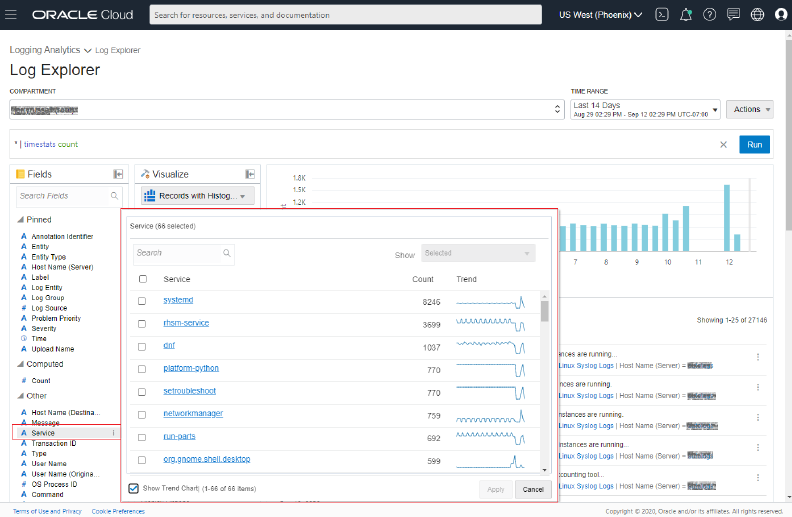 ORACLE Cloud
Search for resources, services, and documentation
US West (Phoenix)
Logging Analytics
Log Explorer
Log Explorer
COMPARTMENT
TIME RANGE
Last 14 Days
Aug 29 02:29 PM - Sep 12 02:29 PM UTC-07:00
Actions
* | timestats count
Run
Fields
Visualize
Search Fields
Records with Histog...
1.8K
1.5K
1.2K
Pinned
Annotation Identifier
Entity
Entity Type
Host Name (Server)
Label
Log Entity
Log Group
Log Source
Problem Priority
Severity
Time
Upload Name
Computed
Count
Other
Host Name (Destina...
Message
Service
Transaction ID
Type
User Name
User Name (Origina...
OS Process ID
Command
Service (66 selected)
Search
Show
Selected
Service Count Trend
systemd 8246
rhsm-service 3699
dnf 1037
platform-python 770
setroubleshoot 770
networkmanager 759
run-parts 692
org.gnome.shell.desktop 599
Show Trend Chart (1-66 of 66 items)
Apply
Cancel
7 8 9 10 11 12
Showing 1-25 of 27146
stances are running...
Linux Syslog Logs | Host Name (Server) =
nces are running.
Linux Syslog Logs | Host Name (Server) =
nstances are running.
Linux Syslog Logs | Host Name (Server) =
instances are running...
Linux Syslog Logs | Host Name (Server) =
counting tool...
Linux Syslog Logs | Host Name (Server) =
Terms of Use and Privacy
Cookie Preferences
Copyright © 2020, Oracle and/or its affiliates. All rights reserved.